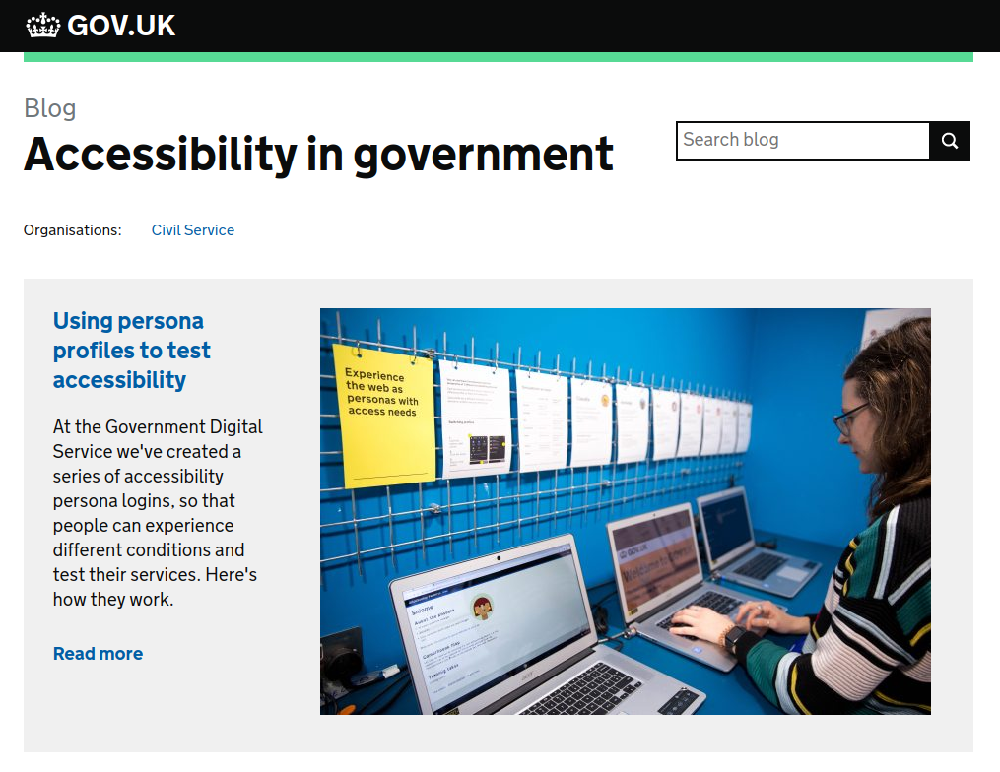 GOV.UK
Blog
Accessibility in government
Search blog
Organisations: Civil Service
Using persona
profiles to test
accessibility
At the Government Digital
Service we've created a
series of accessibility
persona logins, so that
people can experience
different conditions and
test their services. Here's
how they work.
Read more
Experience
the web as
personas with
access needs
GOV.UK